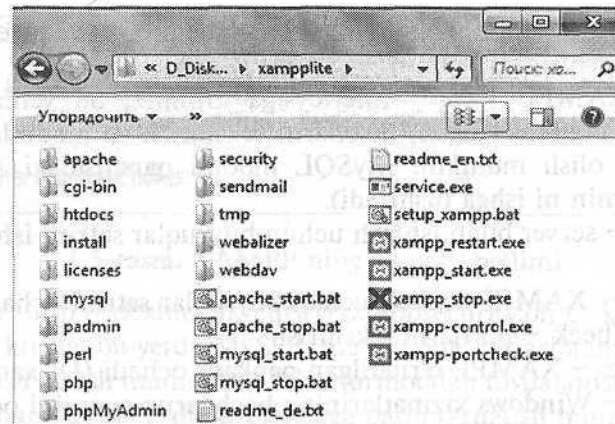 « D_Disk... ▸ xampplite ▸
Поиск: xa...
Упорядочить ▾ »
apache
cgi-bin
htdocs
install
licenses
mysql
padmin
perl
php
phpMyAdmin
security
sendmail
tmp
webalizer
webdav
apache_start.bat
apache_stop.bat
mysql_start.bat
mysql_stop.bat
readme_de.txt
readme_en.txt
service.exe
setup_xampp.bat
xampp_restart.exe
xampp_start.exe
xampp_stop.exe
xampp-control.exe
xampp-portcheck.exe